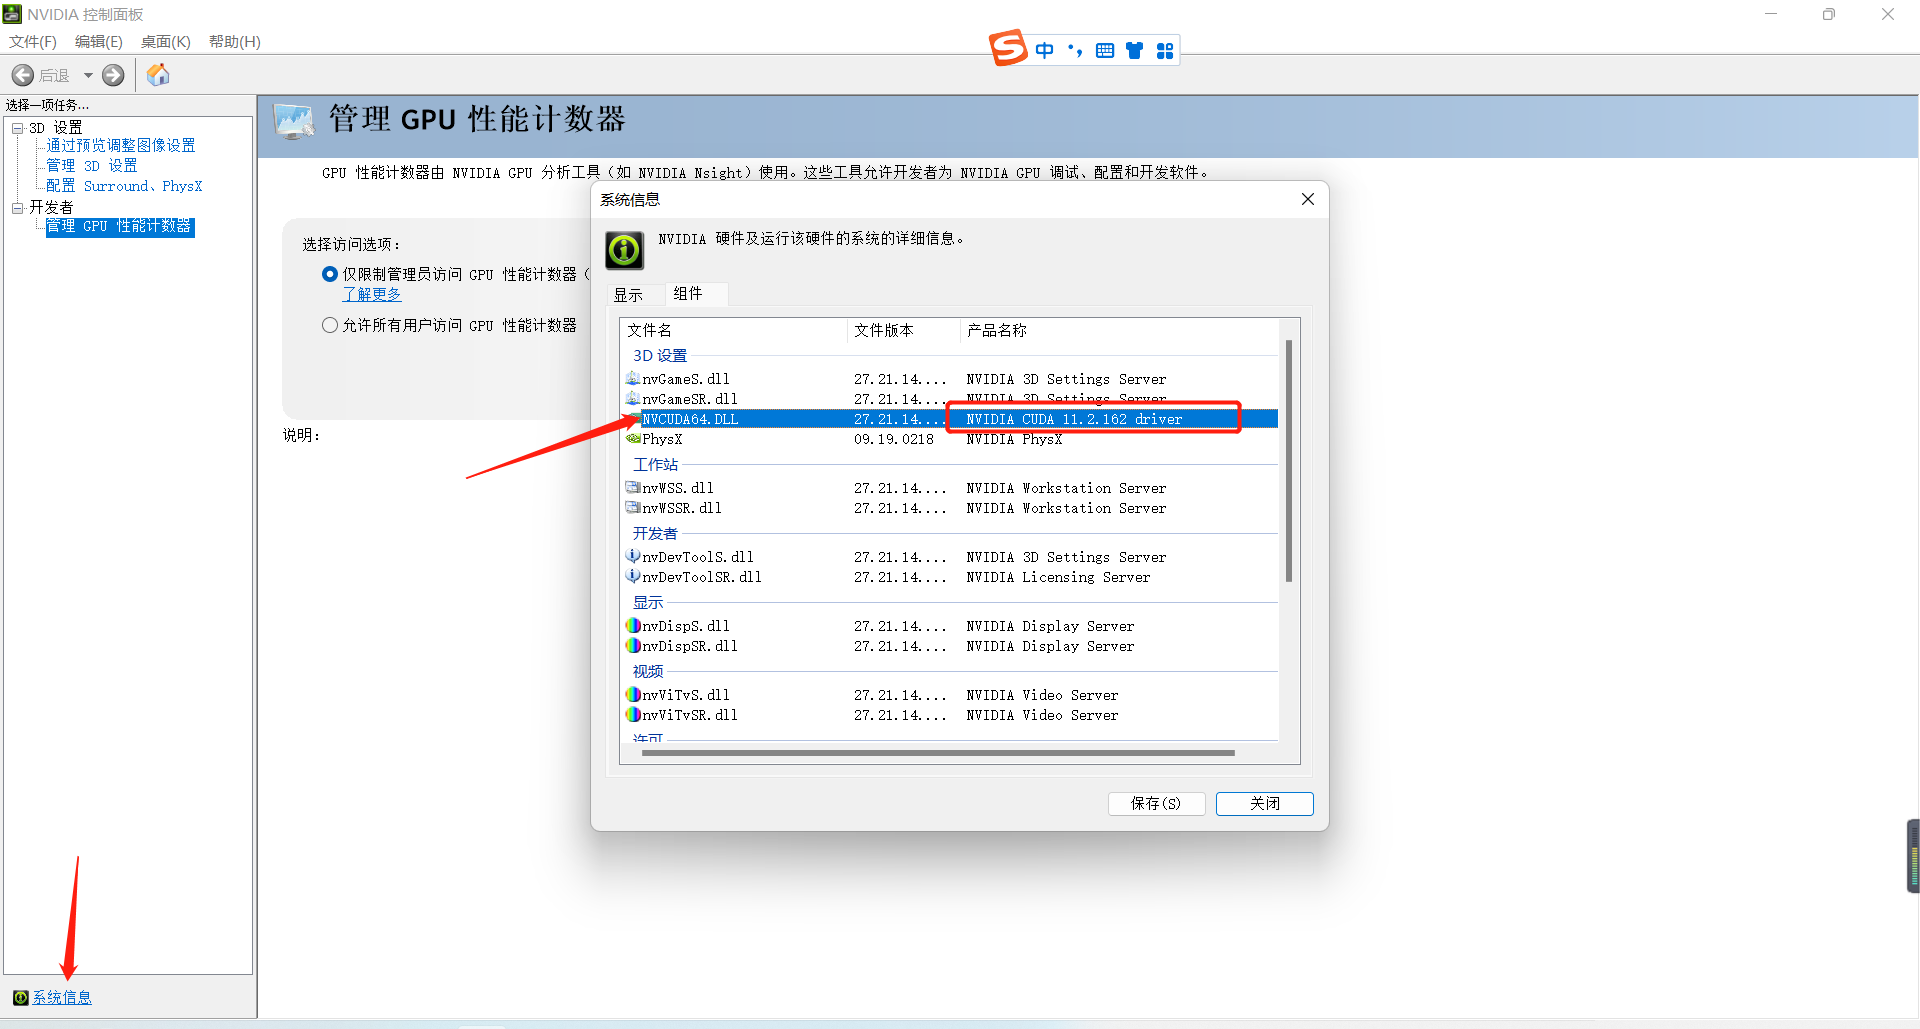 NVIDIA 控制面板
文件(F) 编辑(E) 桌面(K) 帮助(H)
中
后退
选择一项任务...
3D 设置
通过预览调整图像设置
管理 3D 设置
配置 Surround、PhysX
开发者
管理 GPU 性能计数器
系统信息
管理 GPU 性能计数器
GPU 性能计数器由 NVIDIA GPU 分析工具（如 NVIDIA Nsight）使用。这些工具允许开发者为 NVIDIA GPU 调试、配置和开发软件。
选择访问选项：
仅限制管理员访问 GPU 性能计数器（
了解更多
允许所有用户访问 GPU 性能计数器
说明：
系统信息
NVIDIA 硬件及运行该硬件的系统的详细信息。
显示 组件
文件名 文件版本 产品名称
3D 设置
nvGameS.dll 27.21.14.... NVIDIA 3D Settings Server
nvGameSR.dll 27.21.14.... NVIDIA 3D Settings Server
NVCUDA64.DLL 27.21.14.... NVIDIA CUDA 11.2.162 driver
PhysX 09.19.0218 NVIDIA PhysX
工作站
nvWSS.dll 27.21.14.... NVIDIA Workstation Server
nvWSSR.dll 27.21.14.... NVIDIA Workstation Server
开发者
nvDevToolS.dll 27.21.14.... NVIDIA 3D Settings Server
nvDevToolSR.dll 27.21.14.... NVIDIA Licensing Server
显示
nvDispS.dll 27.21.14.... NVIDIA Display Server
nvDispSR.dll 27.21.14.... NVIDIA Display Server
视频
nvViTvS.dll 27.21.14.... NVIDIA Video Server
nvViTvSR.dll 27.21.14.... NVIDIA Video Server
许可
保存(S) 关闭